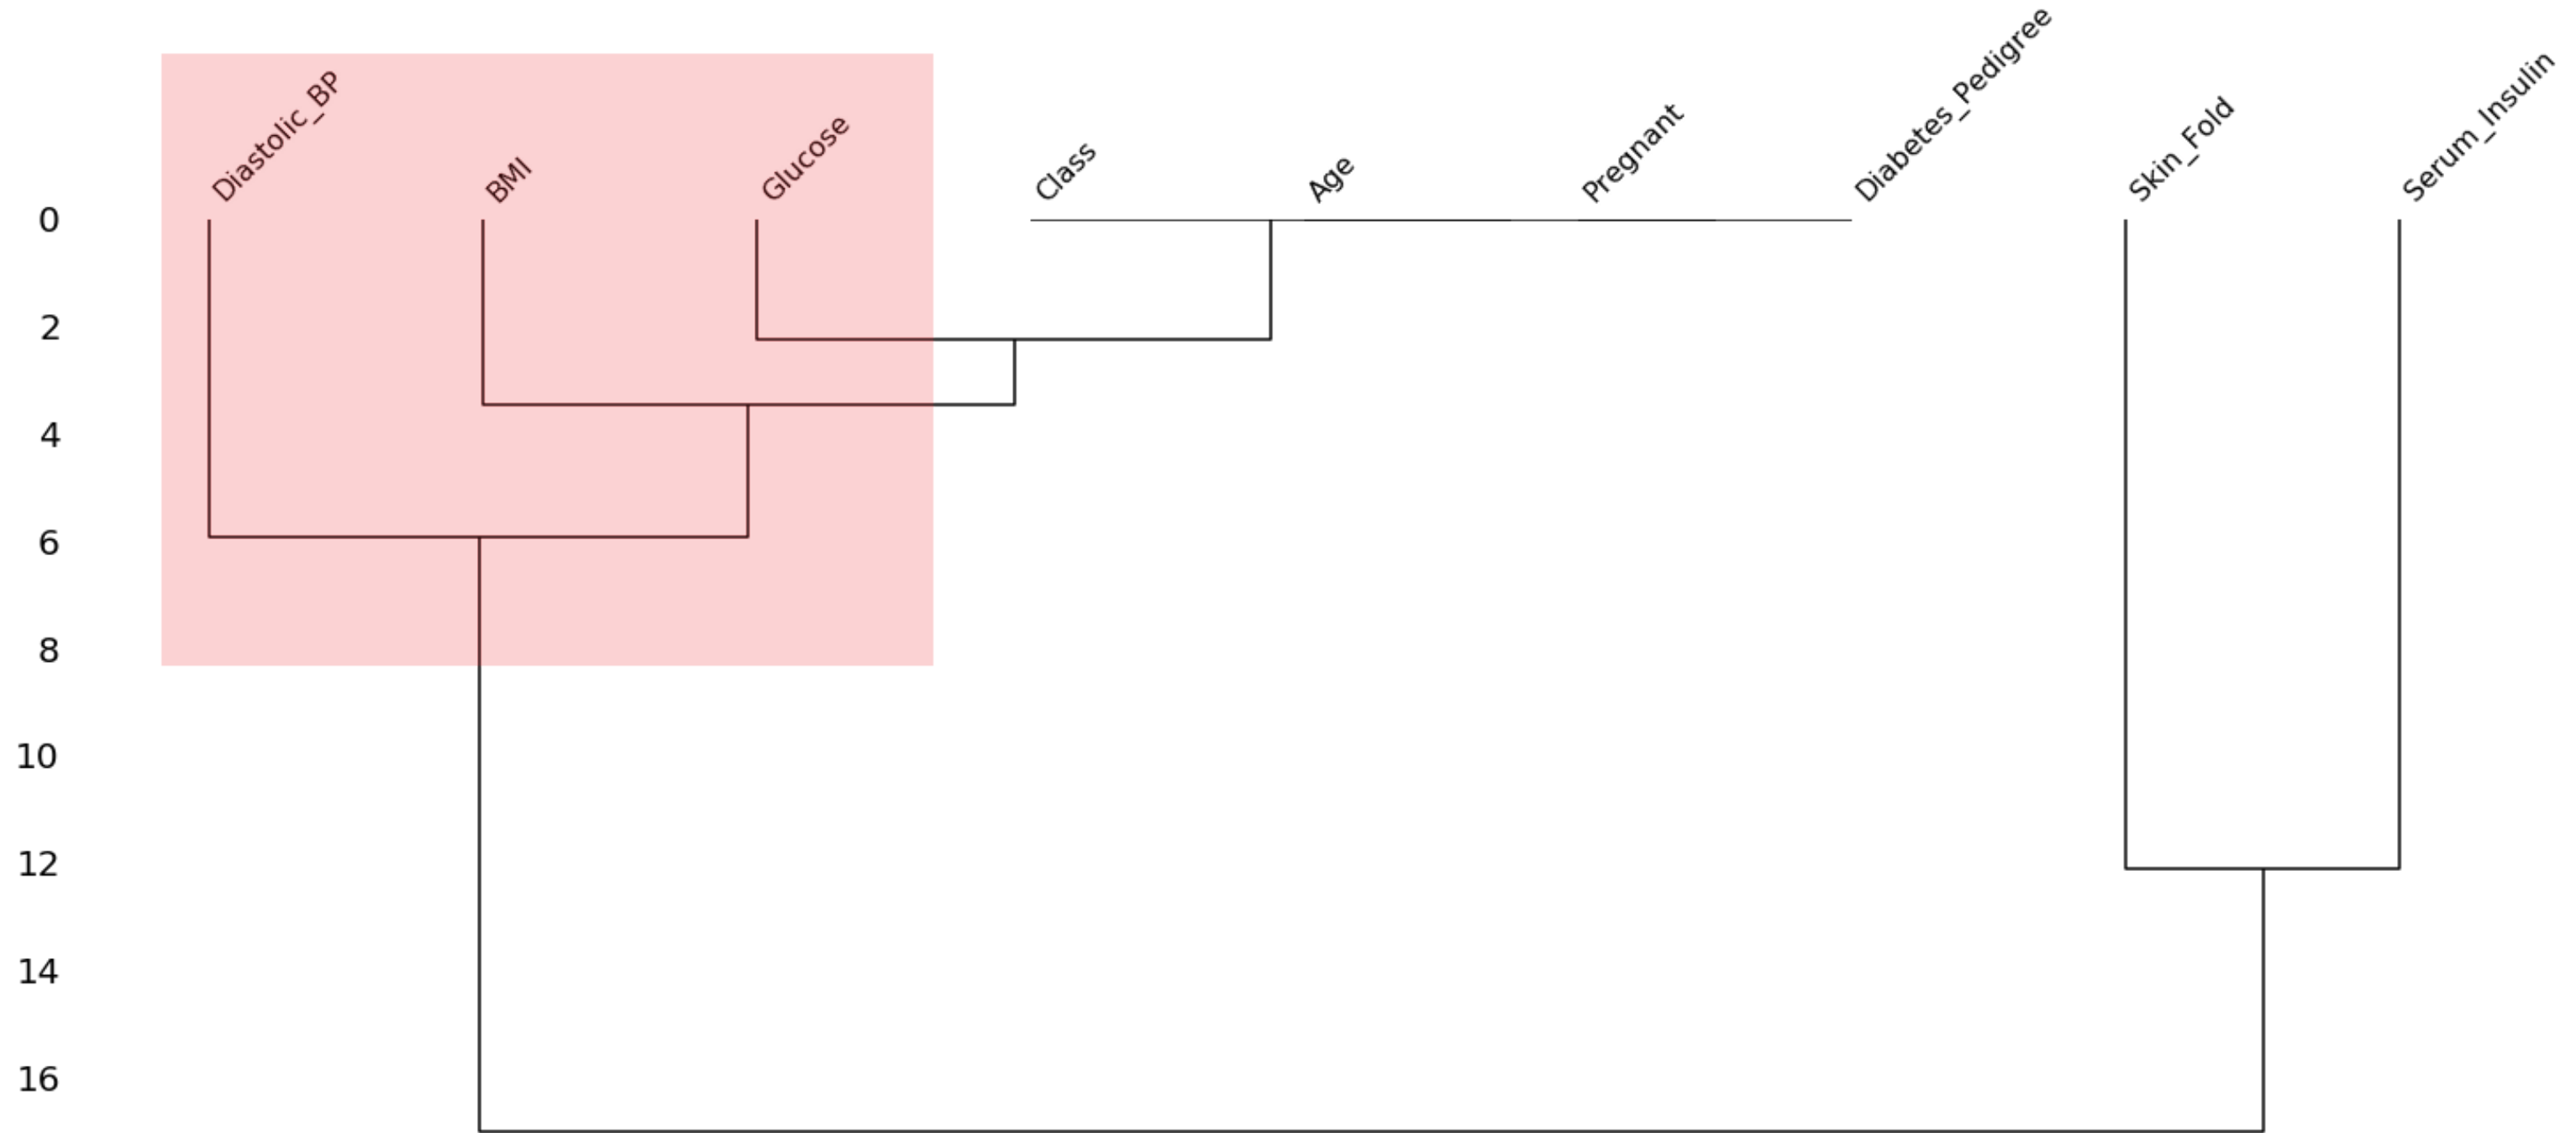 Diastolic_BP
BMI
Glucose
Class
Age
Pregnant
Diabetes_Pedigree
Skin_Fold
Serum_Insulin
0
2
4
6
8
10
12
14
16